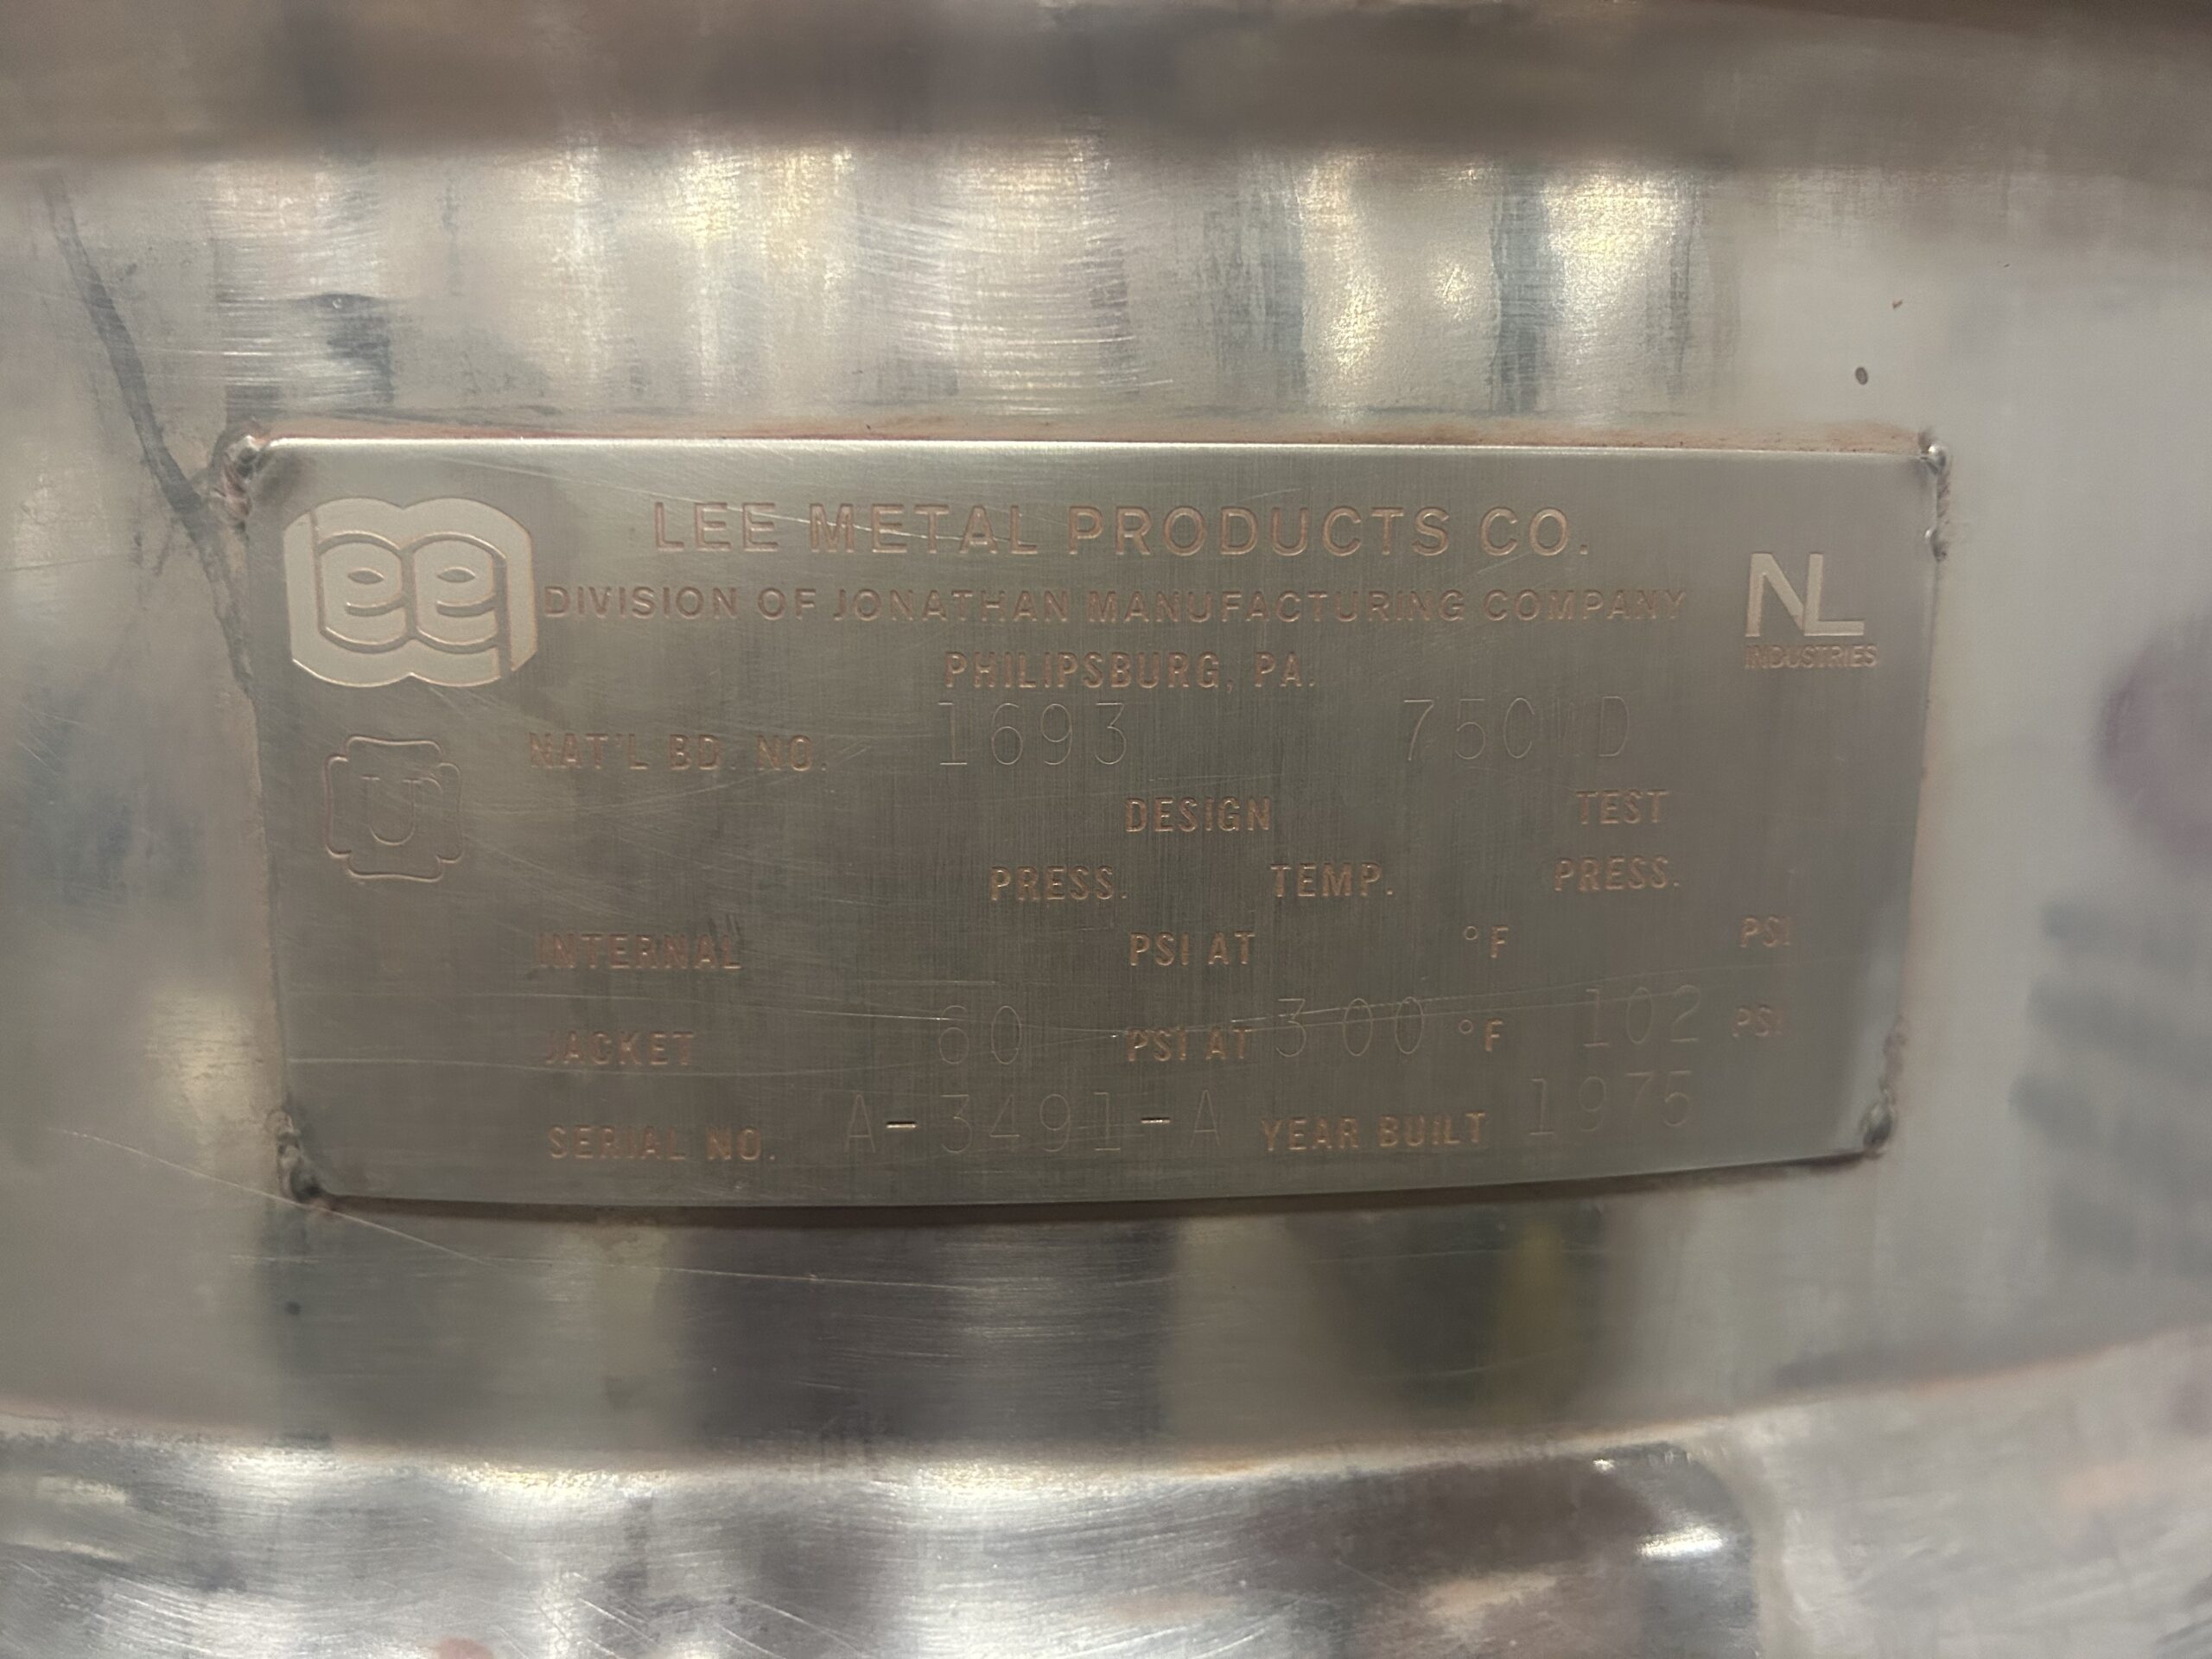 lee
LEE METAL PRODUCTS CO.
DIVISION OF JONATHAN MANUFACTURING COMPANY
NL
INDUSTRIES
PHILIPSBURG, PA.
NAT'L BD. NO. 1693
U
DESIGN TEST
PRESS. TEMP. PRESS.
INTERNAL PSI AT °F PSI
JACKET 60 PSI AT 300 °F 102 PSI
SERIAL NO. A-3491-A YEAR BUILT 1975